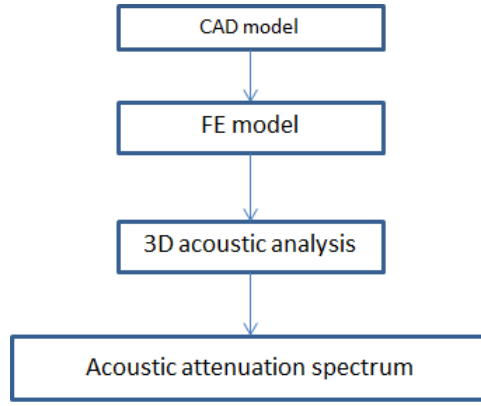 CAD model
FE model
3D acoustic analysis
Acoustic attenuation spectrum